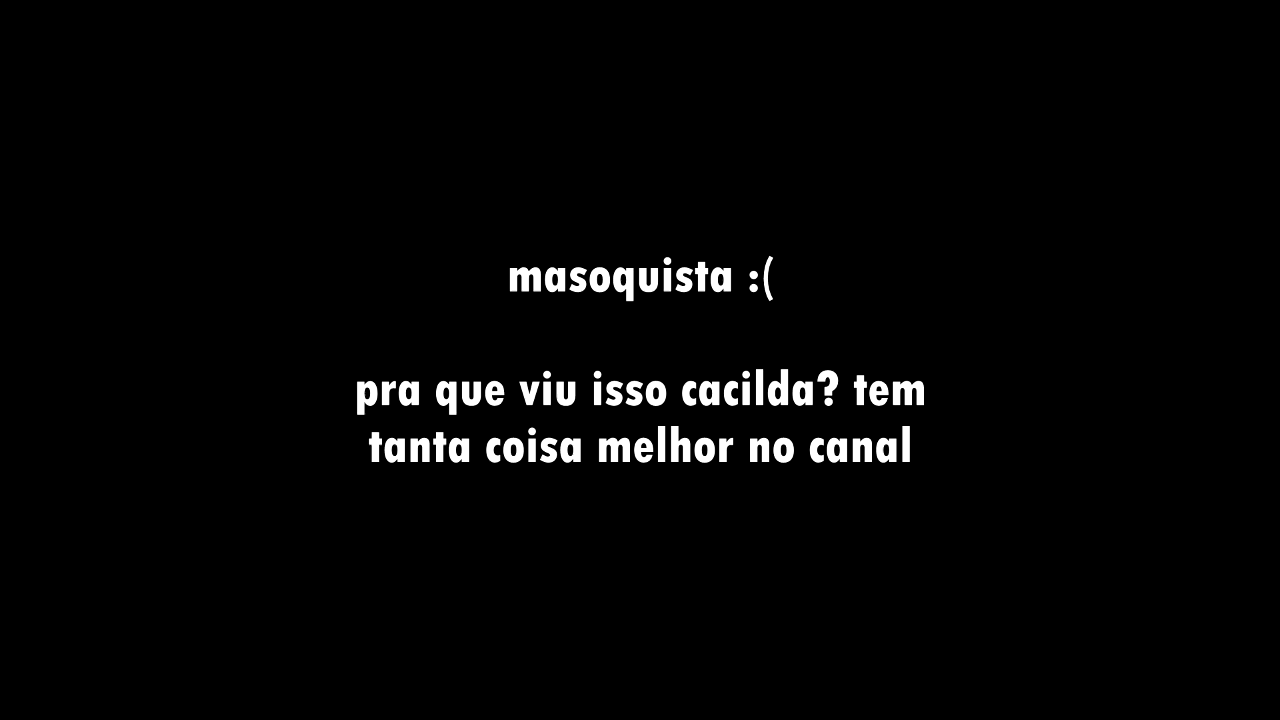 masoquista :(
pra que viu isso cacilda? tem
tanta coisa melhor no canal